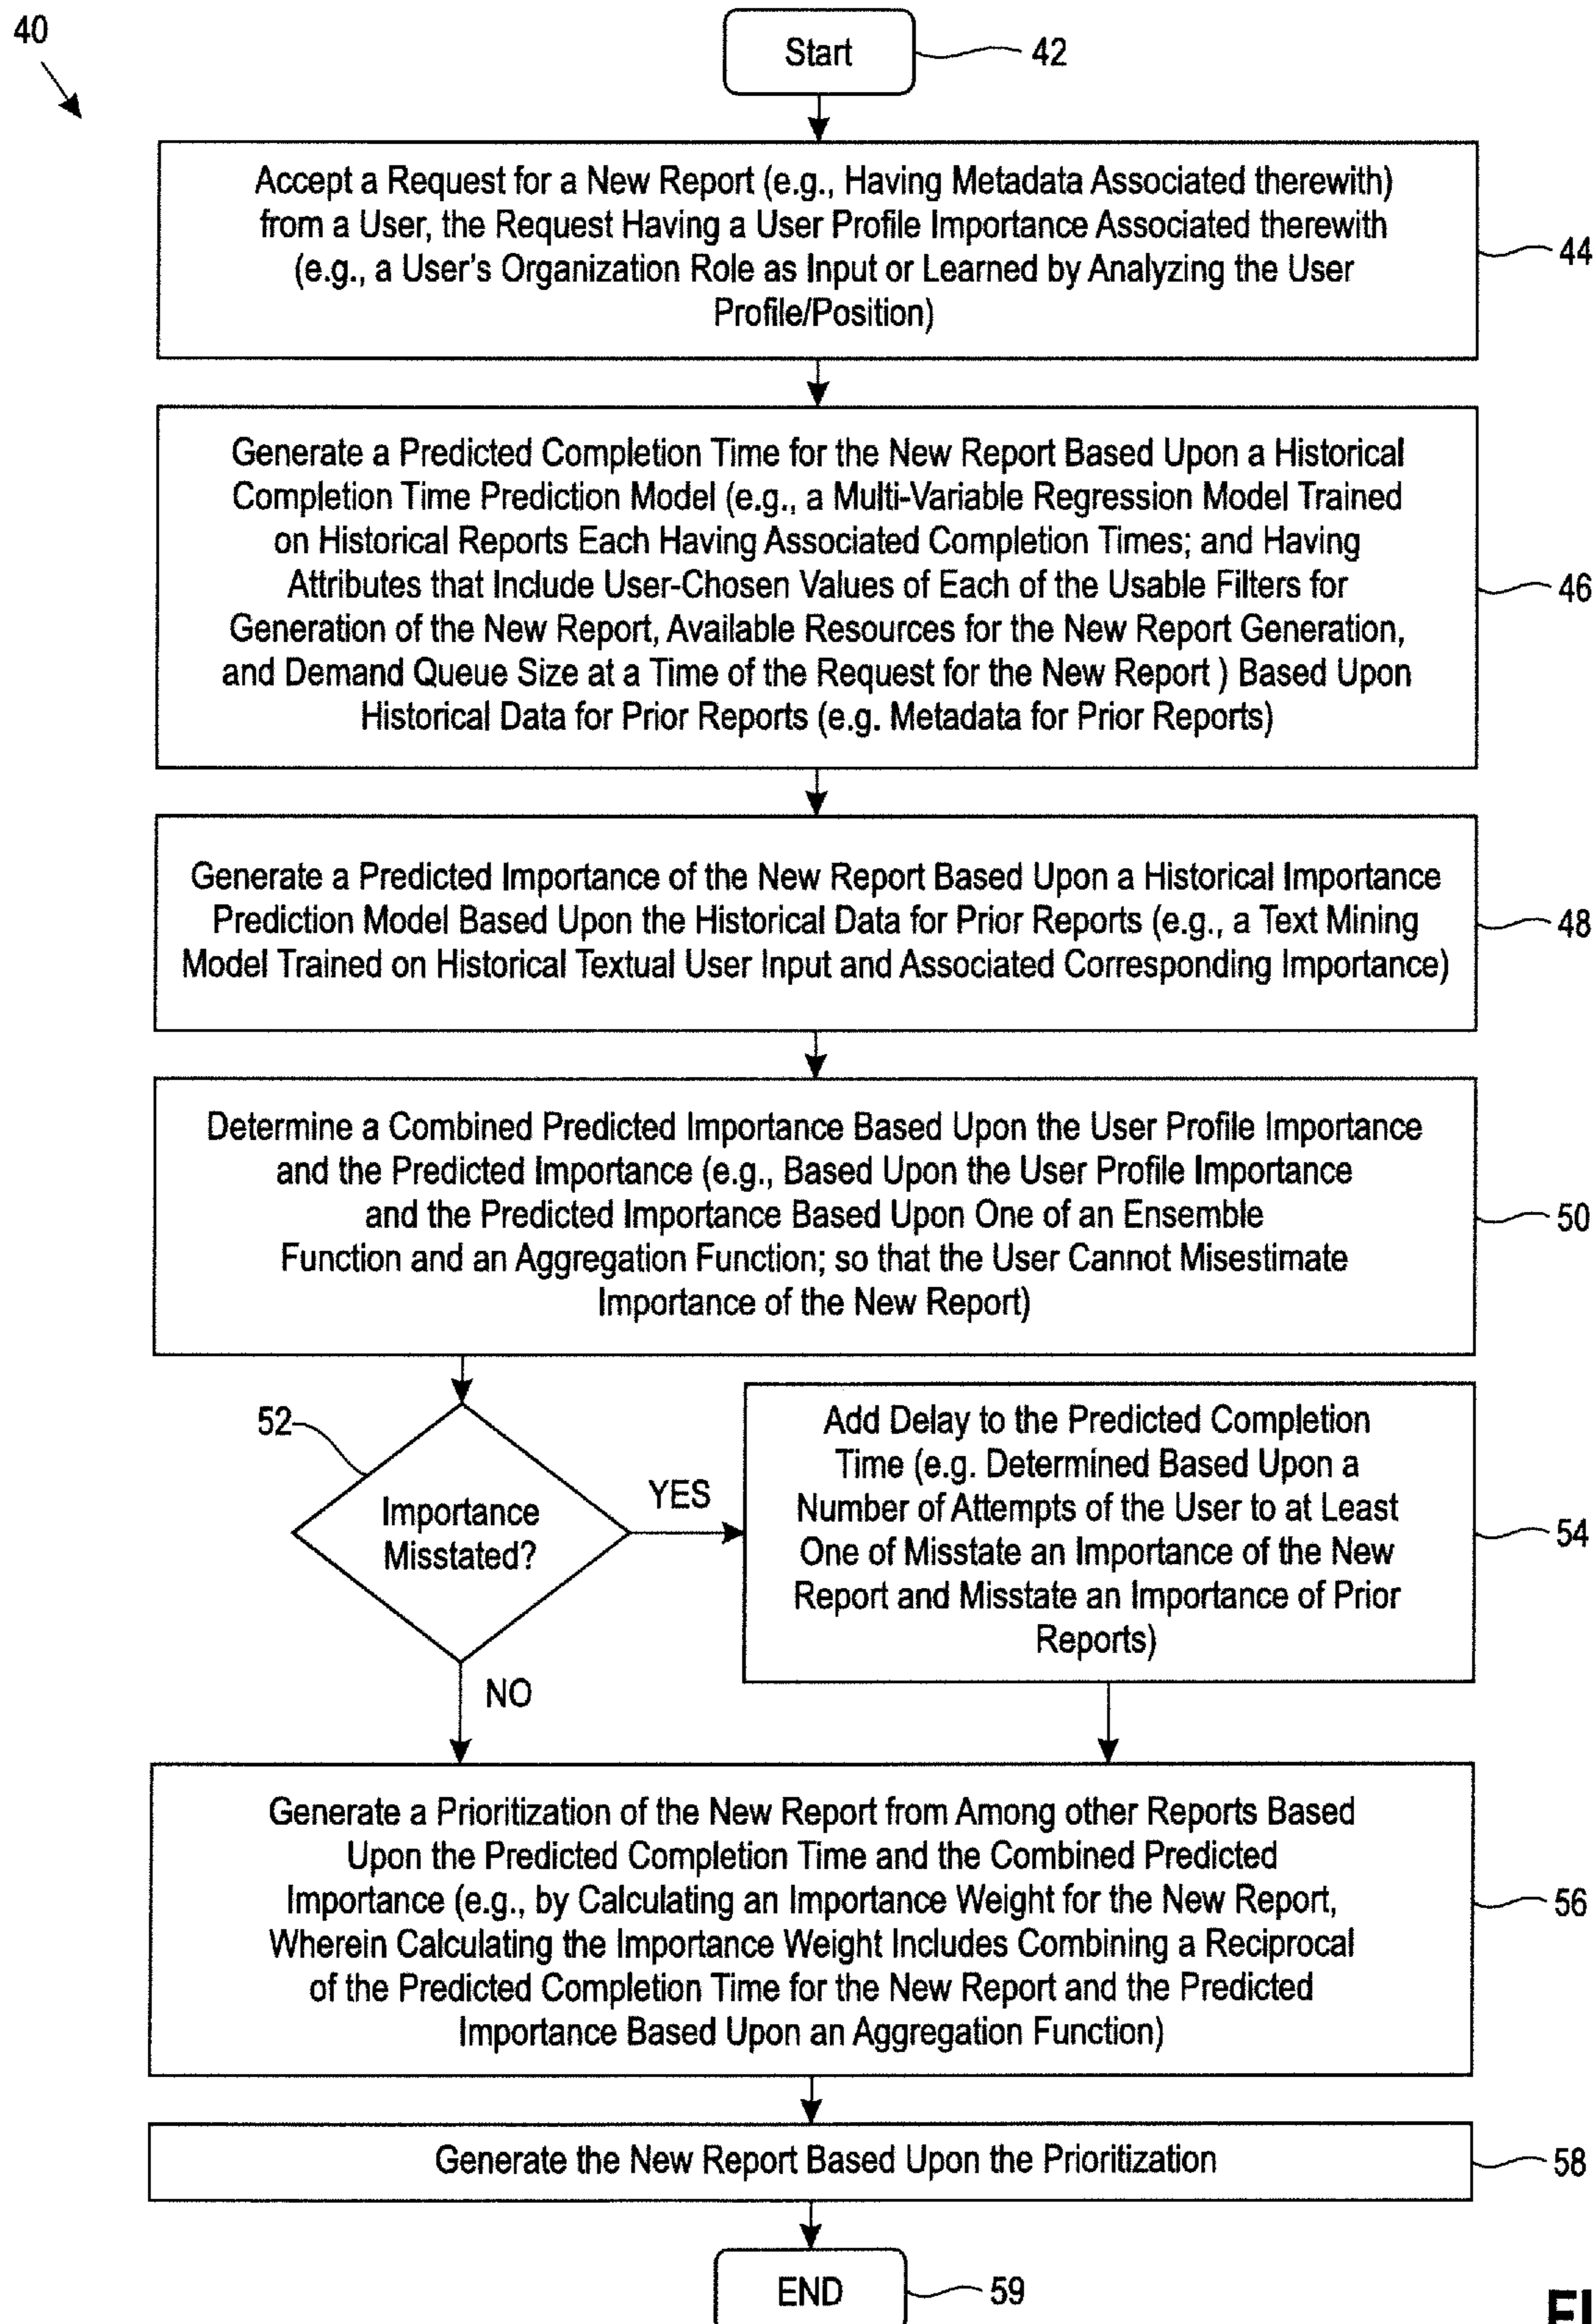 40
Start
42
Accept a Request for a New Report (e.g., Having Metadata Associated therewith)
from a User, the Request Having a User Profile Importance Associated therewith
(e.g., a User's Organization Role as Input or Learned by Analyzing the User
Profile/Position)
44
Generate a Predicted Completion Time for the New Report Based Upon a Historical
Completion Time Prediction Model (e.g., a Multi-Variable Regression Model Trained
on Historical Reports Each Having Associated Completion Times; and Having
Attributes that Include User-Chosen Values of Each of the Usable Filters for
Generation of the New Report, Available Resources for the New Report Generation,
and Demand Queue Size at a Time of the Request for the New Report ) Based Upon
Historical Data for Prior Reports (e.g. Metadata for Prior Reports)
46
Generate a Predicted Importance of the New Report Based Upon a Historical Importance
Prediction Model Based Upon the Historical Data for Prior Reports (e.g., a Text Mining
Model Trained on Historical Textual User Input and Associated Corresponding Importance)
48
Determine a Combined Predicted Importance Based Upon the User Profile Importance
and the Predicted Importance (e.g., Based Upon the User Profile Importance
and the Predicted Importance Based Upon One of an Ensemble
Function and an Aggregation Function; so that the User Cannot Misestimate
Importance of the New Report)
50
52
Importance
Misstated?
YES
NO
Add Delay to the Predicted Completion
Time (e.g. Determined Based Upon a
Number of Attempts of the User to at Least
One of Misstate an Importance of the New
Report and Misstate an Importance of Prior
Reports)
54
Generate a Prioritization of the New Report from Among other Reports Based
Upon the Predicted Completion Time and the Combined Predicted
Importance (e.g., by Calculating an Importance Weight for the New Report,
Wherein Calculating the Importance Weight Includes Combining a Reciprocal
of the Predicted Completion Time for the New Report and the Predicted
Importance Based Upon an Aggregation Function)
56
Generate the New Report Based Upon the Prioritization
58
END
59